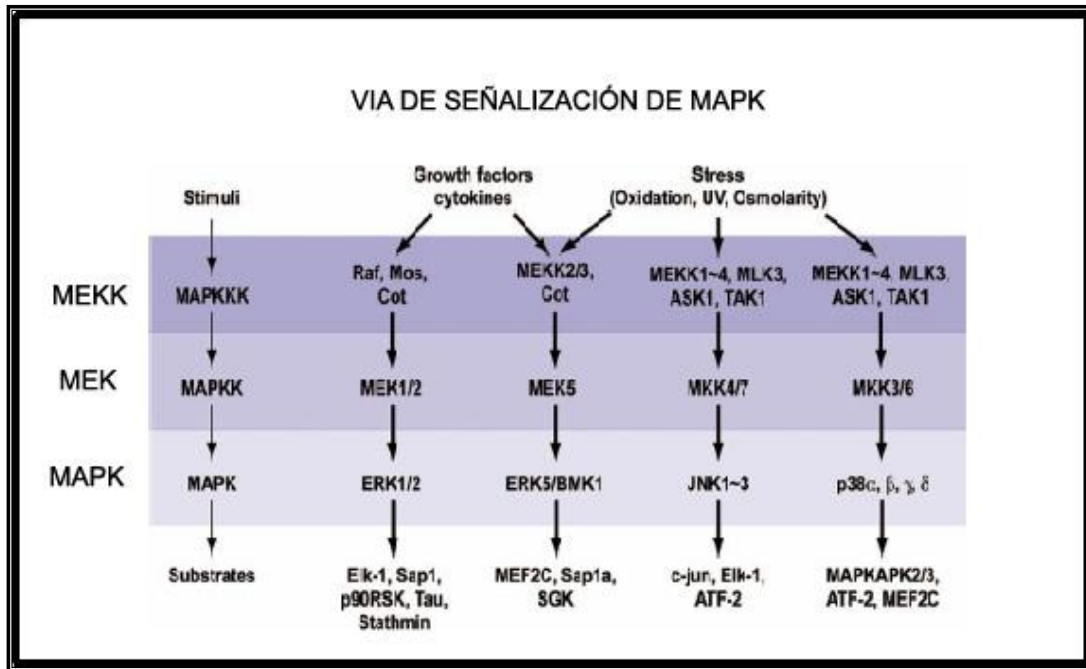 VIA DE SEÑALIZACIÓN DE MAPK
Stimuli
Growth factors
cytokines
Stress
(Oxidation, UV, Osmolarity)
MEKK
MAPKKK
Raf, Mos,
Cot
MEKK2/3,
Cot
MEKK1~4, MLK3,
ASK1, TAK1
MEKK1~4, MLK3,
ASK1, TAK1
MEK
MAPKK
MEK1/2
MEK5
MKK4/7
MKK3/6
MAPK
MAPK
ERK1/2
ERK5/BMK1
JNK1~3
p38α, β, γ, δ
Substrates
Elk-1, Sap1,
p90RSK, Tau,
Stathmin
MEF2C, Sap1a,
SGK
c-jun, Elk-1,
ATF-2
MAPKAPK2/3,
ATF-2, MEF2C